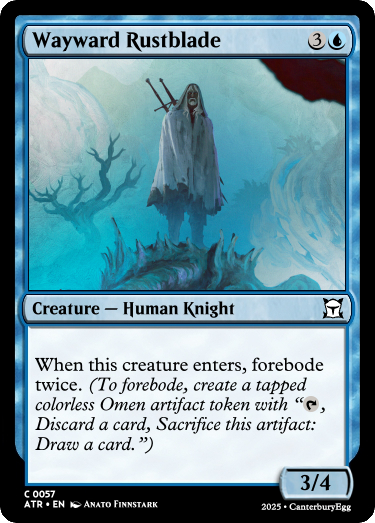 Wayward Rustblade 3
Creature — Human Knight
When this creature enters, forebode
twice. (To forebode, create a tapped
colorless Omen artifact token with “,
Discard a card, Sacrifice this artifact:
Draw a card.”)
3/4
C 0057
ATR • EN Anato Finnstark
2025 • CanterburyEgg